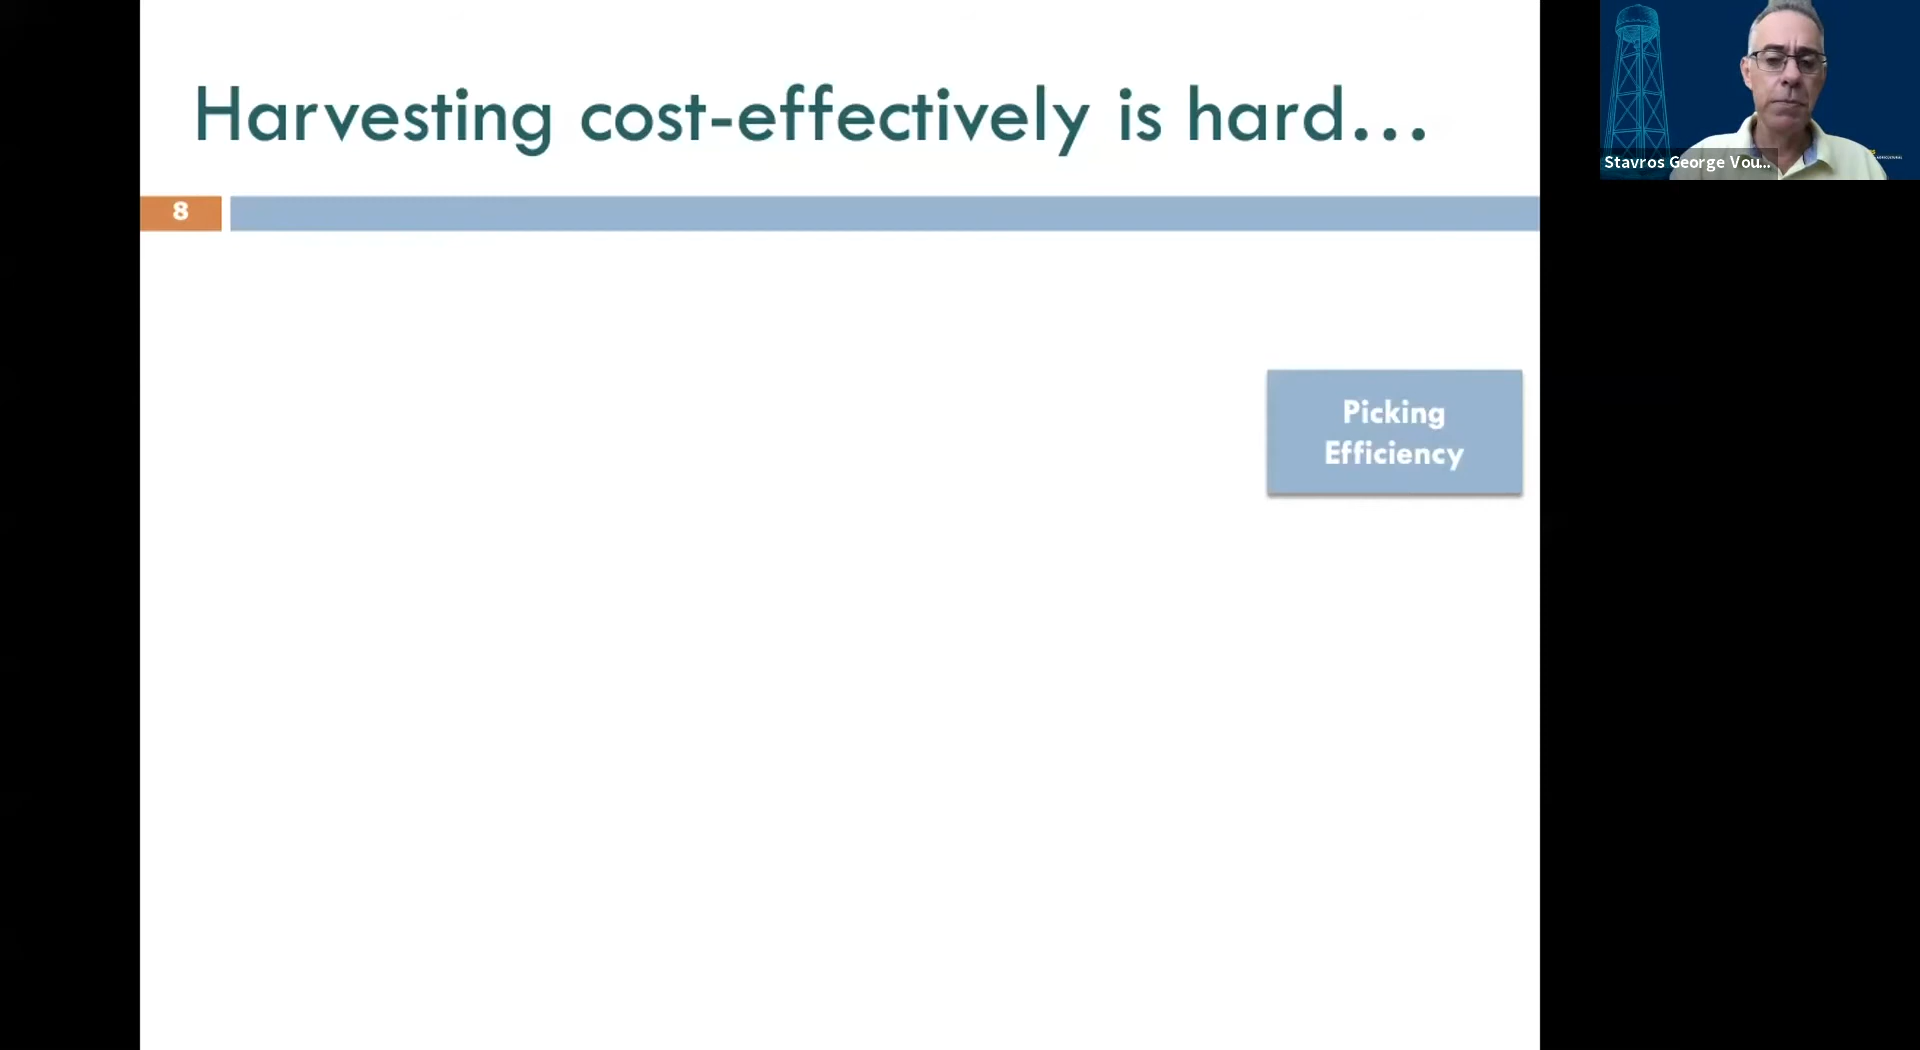 Harvesting cost-effectively is hard...
8
Picking
Efficiency
Stavros George Vou...